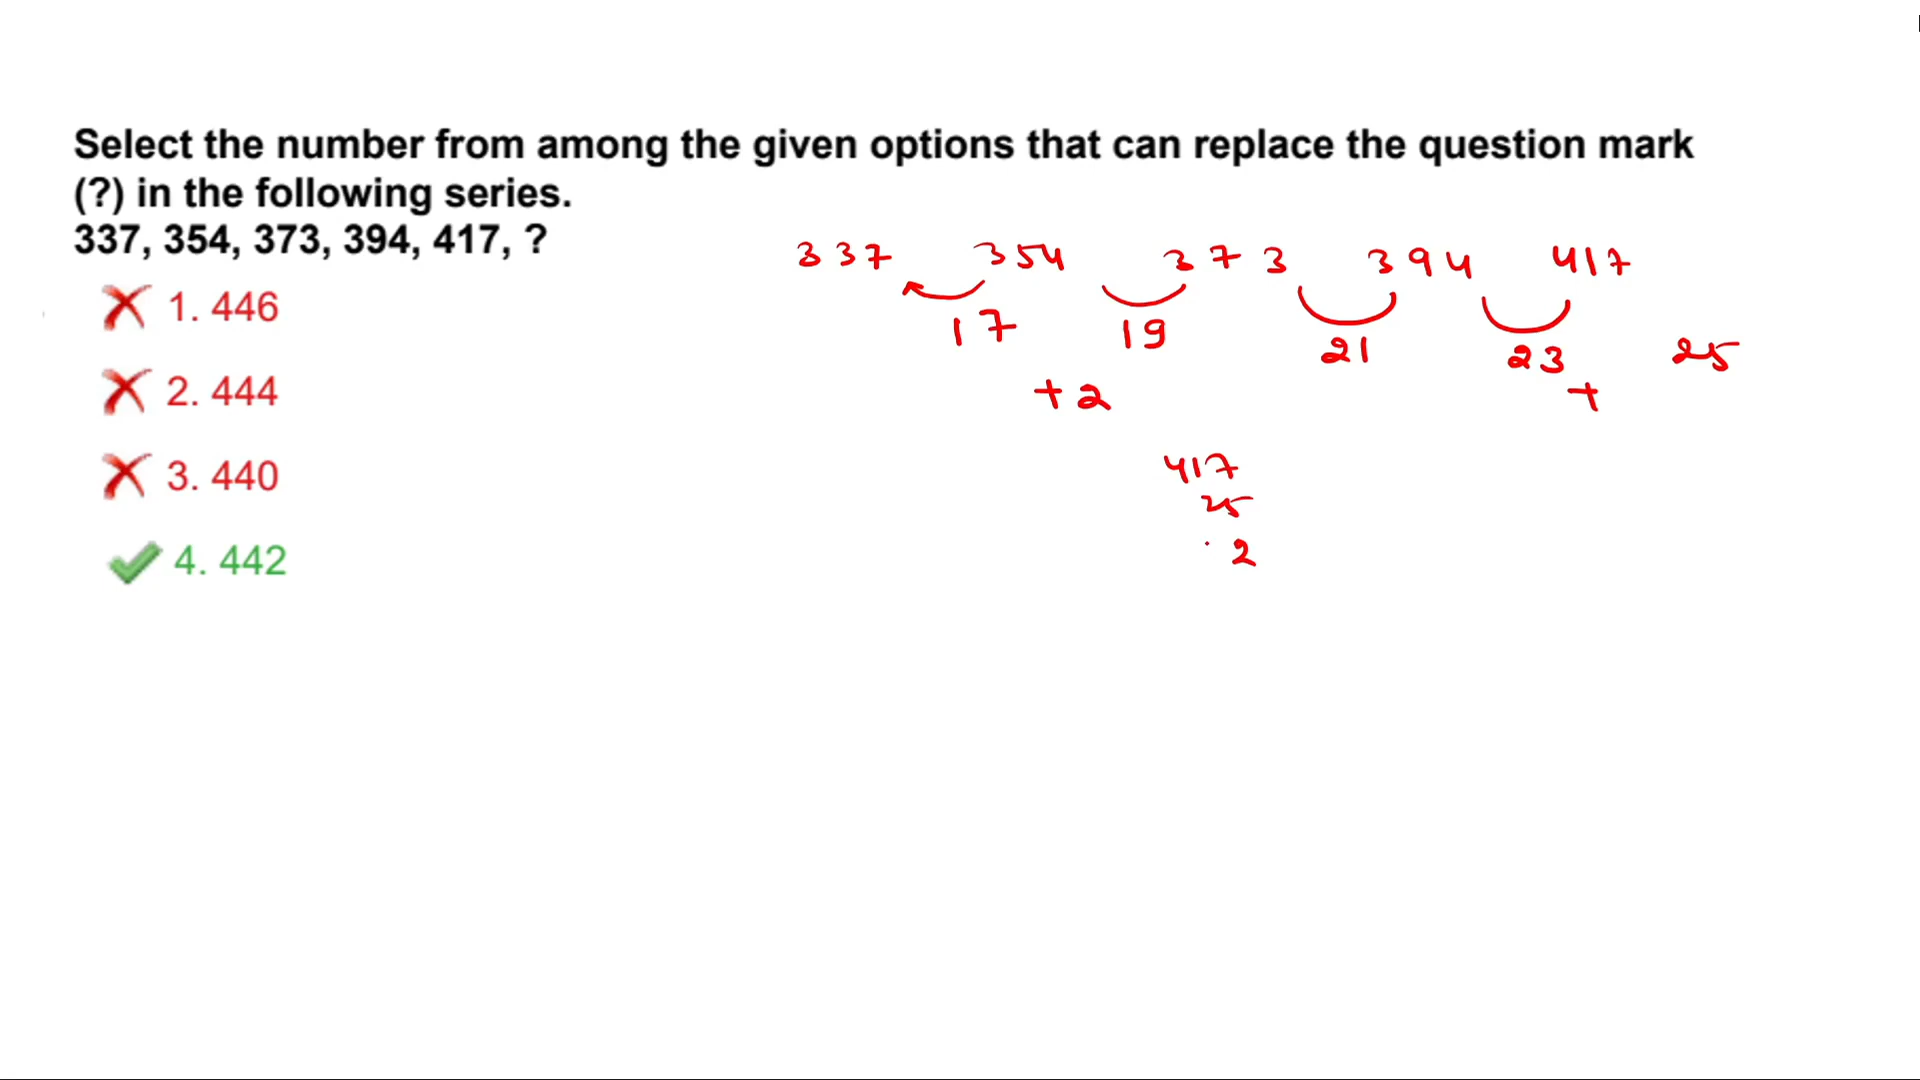 Select the number from among the given options that can replace the question mark
(?) in the following series.
337, 354, 373, 394, 417, ?
337 354 373 394 417
1. 446
17 19 21 23 25
2. 444
+2 +
417
3. 440
25
4. 442
2